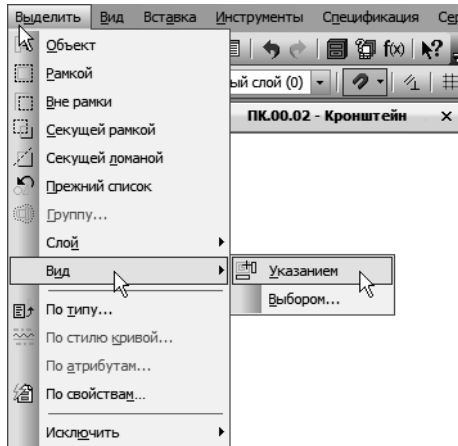 Выделить Вид Вставка Инструменты Спецификация
Объект
f(x)
Рамкой
ый слой (0)
Вне рамки
ПК.00.02 - Кронштейн
Секущей рамкой
Секущей ломаной
Прежний список
Группу...
Слой
Вид
Указанием
Выбором...
По типу...
По стилю кривой...
По атрибутам...
По свойствам...
Исключить